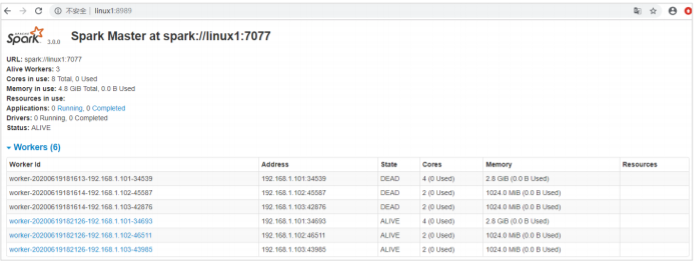 不安全 | linux1:8989
APACHE Spark 3.0.0 Spark Master at spark://linux1:7077
URL: spark://linux1:7077
Alive Workers: 3
Cores in use: 8 Total, 0 Used
Memory in use: 4.8 GiB Total, 0.0 B Used
Resources in use:
Applications: 0 Running, 0 Completed
Drivers: 0 Running, 0 Completed
Status: ALIVE
Workers (6)
Worker Id Address State Cores Memory Resources
worker-20200619181613-192.168.1.101-34539 192.168.1.101:34539 DEAD 4 (0 Used) 2.8 GiB (0.0 B Used)
worker-20200619181614-192.168.1.102-45587 192.168.1.102:45587 DEAD 2 (0 Used) 1024.0 MiB (0.0 B Used)
worker-20200619181614-192.168.1.103-42876 192.168.1.103:42876 DEAD 2 (0 Used) 1024.0 MiB (0.0 B Used)
worker-20200619182126-192.168.1.101-34693 192.168.1.101:34693 ALIVE 4 (0 Used) 2.8 GiB (0.0 B Used)
worker-20200619182126-192.168.1.102-46511 192.168.1.102:46511 ALIVE 2 (0 Used) 1024.0 MiB (0.0 B Used)
worker-20200619182126-192.168.1.103-43985 192.168.1.103:43985 ALIVE 2 (0 Used) 1024.0 MiB (0.0 B Used)